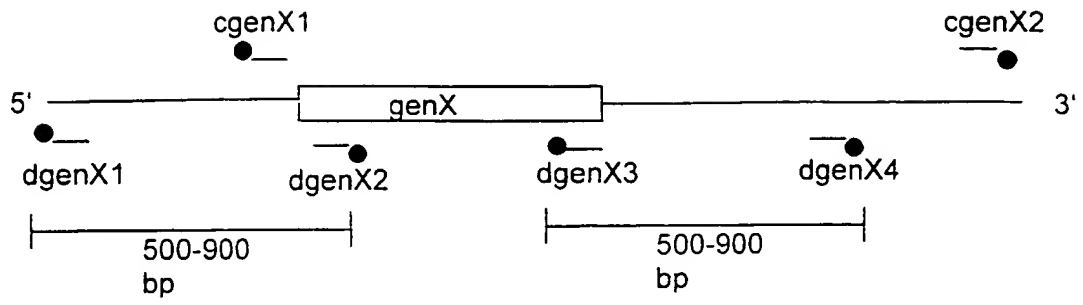 cgenX1
cgenX2
5'
genX
3'
dgenX1
dgenX2
dgenX3
dgenX4
500-900
bp
500-900
bp